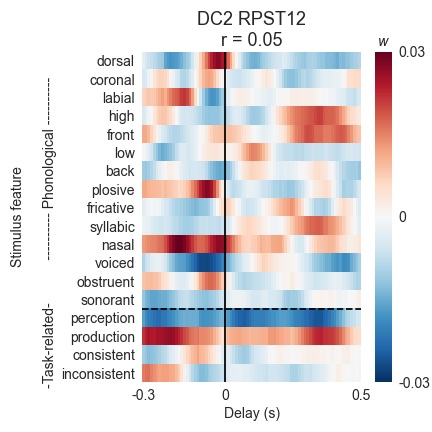 DC2 RPST12
r = 0.05
w
dorsal
coronal
labial
high
front
low
back
plosive
fricative
syllabic
nasal
voiced
obstruent
sonorant
perception
production
consistent
inconsistent
Stimulus feature
-Task-related- ---------- Phonological ----------
-0.3 0 0.5
Delay (s)
0.03
0
-0.03